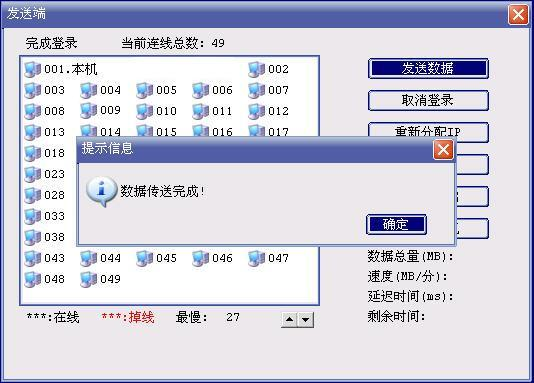 发送端
完成登录 当前连线总数: 49
001.本机 002
003 004 005 006 007
008 009 010 011 012
013 014 015 016 017
018
023
028
033
038
043 044 045 046 047
048 049
发送数据
取消登录
重新分配IP
提示信息
数据传送完成!
确定
数据总量(MB):
速度(MB/分):
延迟时间(ms):
剩余时间:
***:在线 ***:掉线 最慢: 27